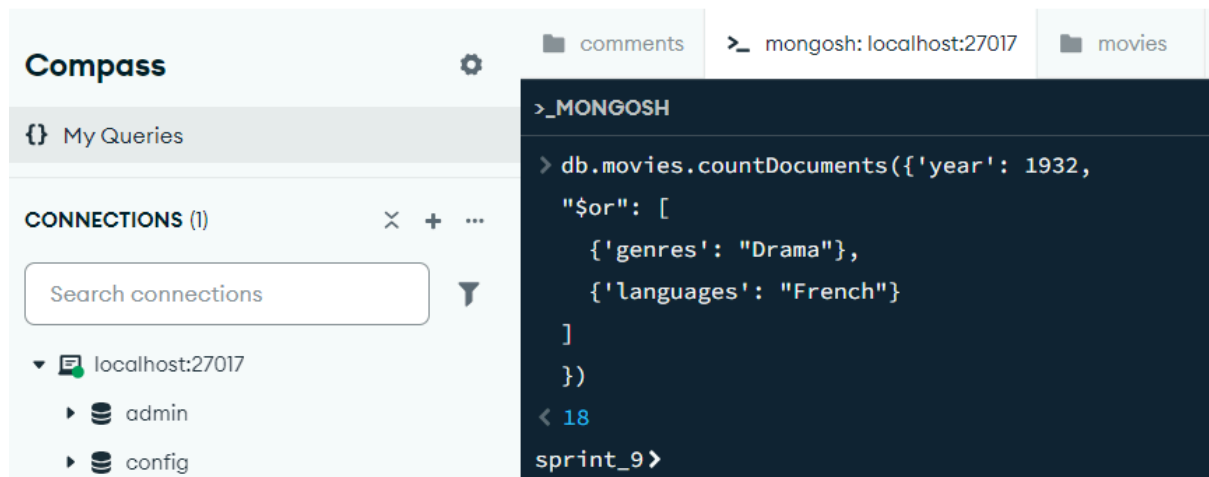 Compass
{} My Queries
CONNECTIONS (1)
Search connections
localhost:27017
admin
config
comments
>_ mongosh: localhost:27017
movies
>_MONGOSH
> db.movies.countDocuments({'year': 1932,
"$or": [
{'genres': "Drama"},
{'languages': "French"}
]
})
< 18
sprint_9>